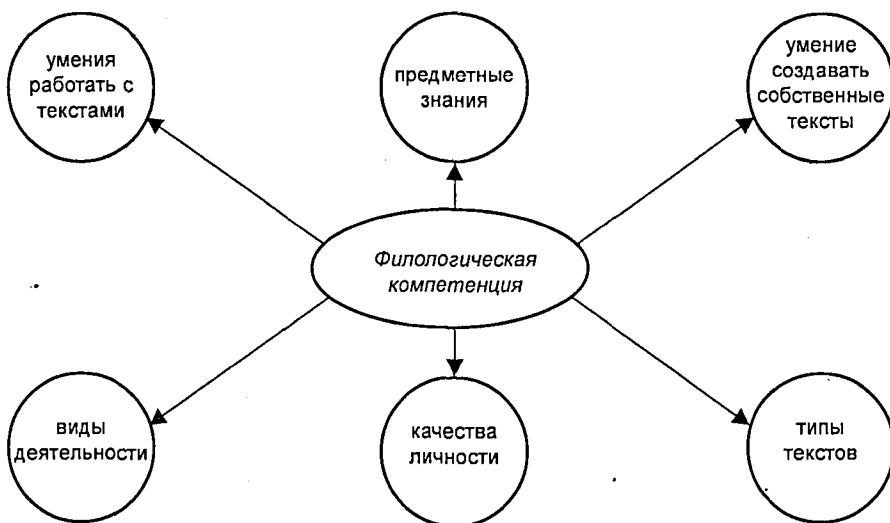 умения
работать с
текстами
предметные
знания
умение
создавать
собственные
тексты
Филологическая
компетенция
виды
деятельности
качества
личности
типы
текстов